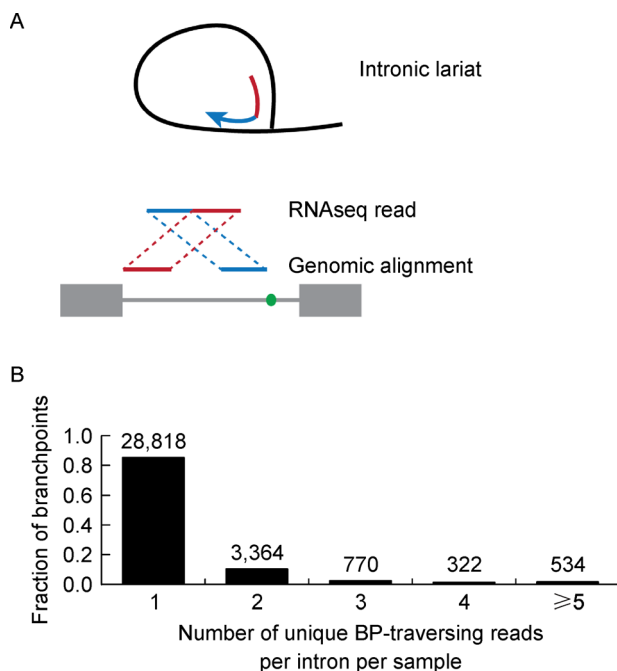 A
Intronic lariat
RNAseq read
Genomic alignment
B
Fraction of branchpoints
1.0
0.8
0.6
0.4
0.2
0.0
28,818
3,364
770
322
534
1
2
3
4
⩾5
Number of unique BP-traversing reads
per intron per sample